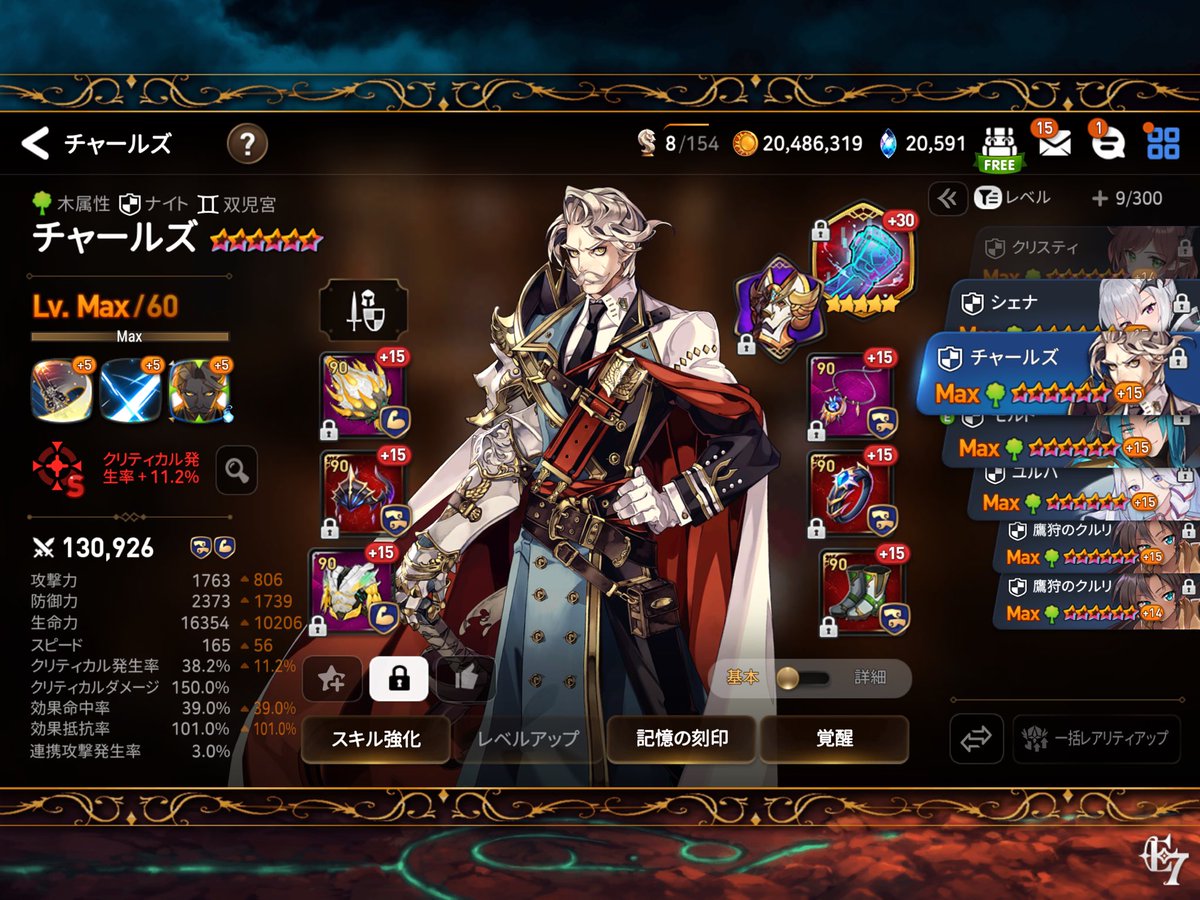 チャールズ
?
8/154
20,486,319
20,591
FREE
15
1
木属性 ナイト 双児宮
チャールズ
Lv. Max/60
Max
+5
+5
+5
S
クリティカル発
生率+11.2%
130,926
攻撃力 1763 806
防御力 2373 1739
生命力 16354 10206
スピード 165 56
クリティカル発生率 38.2% 11.2%
クリティカルダメージ 150.0%
効果命中率 39.0% 39.0%
効果抵抗率 101.0% 101.0%
連携攻撃発生率 3.0%
90 +15
90 +15
90 +15
+30
90 +15
90 +15
90 +15
基本 詳細
スキル強化
レベルアップ
記憶の刻印
覚醒
レベル
+ 9/300
クリスティ
Max +14
シェナ
チャールズ
Max +15
Max +15
ユルハ
Max +15
鷹狩のクルリ
Max +15
鷹狩のクルリ
Max +14
一括レアリティアップ
E7